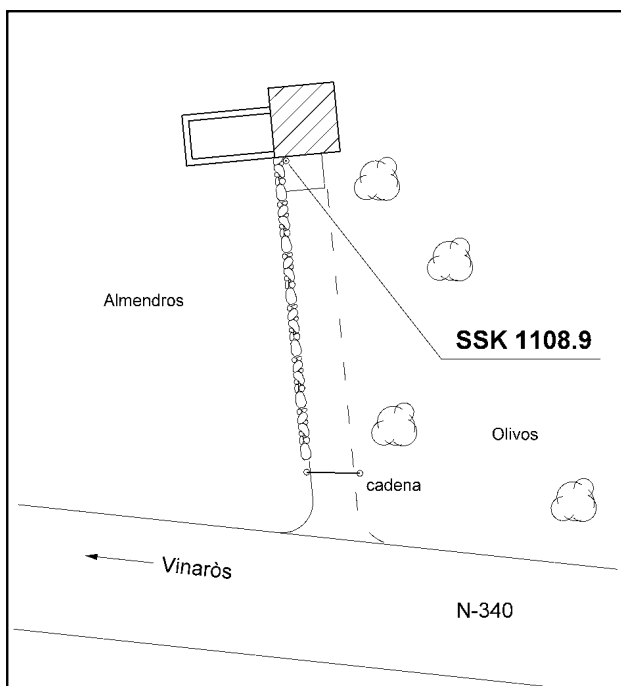 Almendros
SSK 1108.9
Olivos
cadena
Vinaròs
N-340